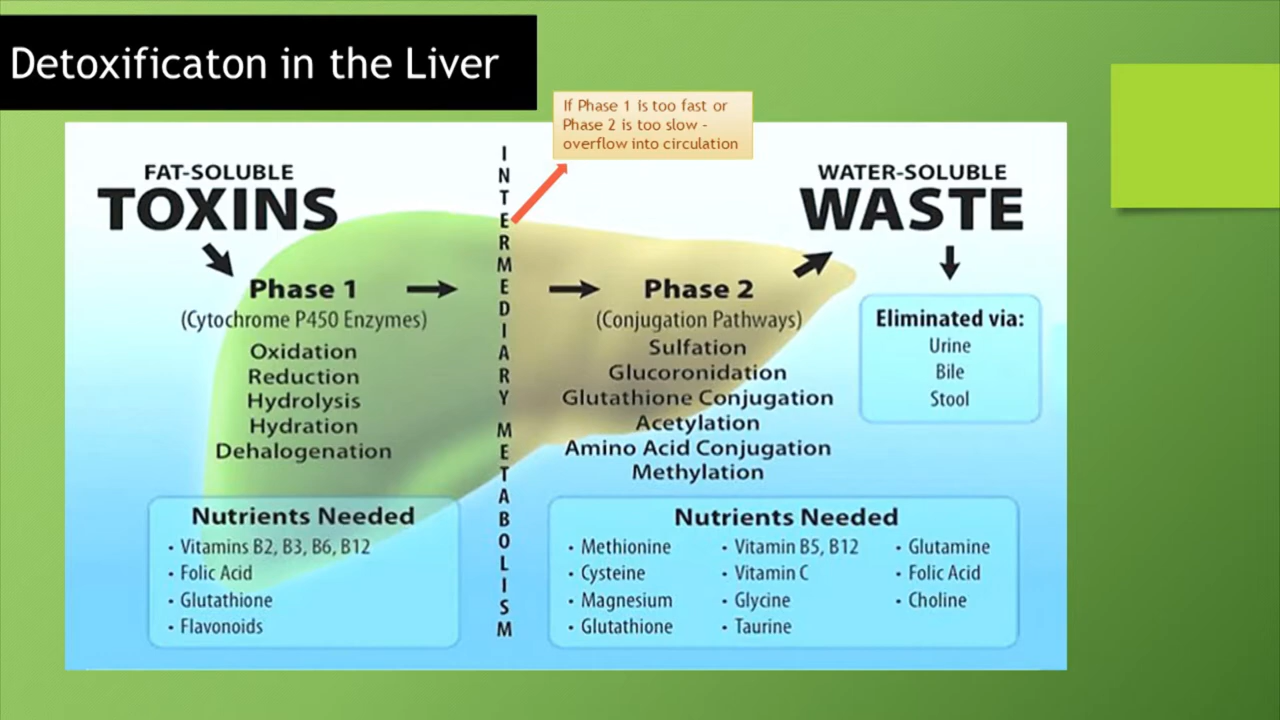 Detoxificaton in the Liver
If Phase 1 is too fast or
Phase 2 is too slow -
overflow into circulation
FAT-SOLUBLE
TOXINS
Phase 1
(Cytochrome P450 Enzymes)
Oxidation
Reduction
Hydrolysis
Hydration
Dehalogenation
Nutrients Needed
• Vitamins B2, B3, B6, B12
• Folic Acid
• Glutathione
• Flavonoids
INTERMEDIARY METABOLISM
Phase 2
(Conjugation Pathways)
Sulfation
Glucoronidation
Glutathione Conjugation
Acetylation
Amino Acid Conjugation
Methylation
Nutrients Needed
• Methionine
• Cysteine
• Magnesium
• Glutathione
• Vitamin B5, B12
• Vitamin C
• Glycine
• Taurine
• Glutamine
• Folic Acid
• Choline
WATER-SOLUBLE
WASTE
Eliminated via:
Urine
Bile
Stool